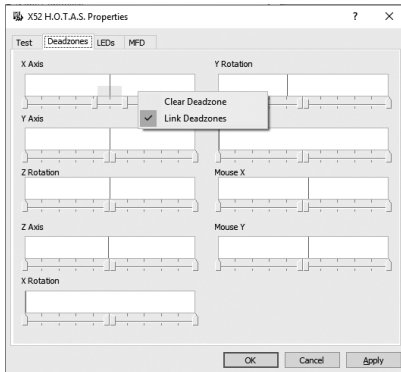 X52 H.O.T.A.S. Properties
Test Deadzones LEDs MFD
X Axis
Y Rotation
Clear Deadzone
Link Deadzones
Y Axis
Z Rotation
Mouse X
Z Axis
Mouse Y
X Rotation
OK Cancel Apply